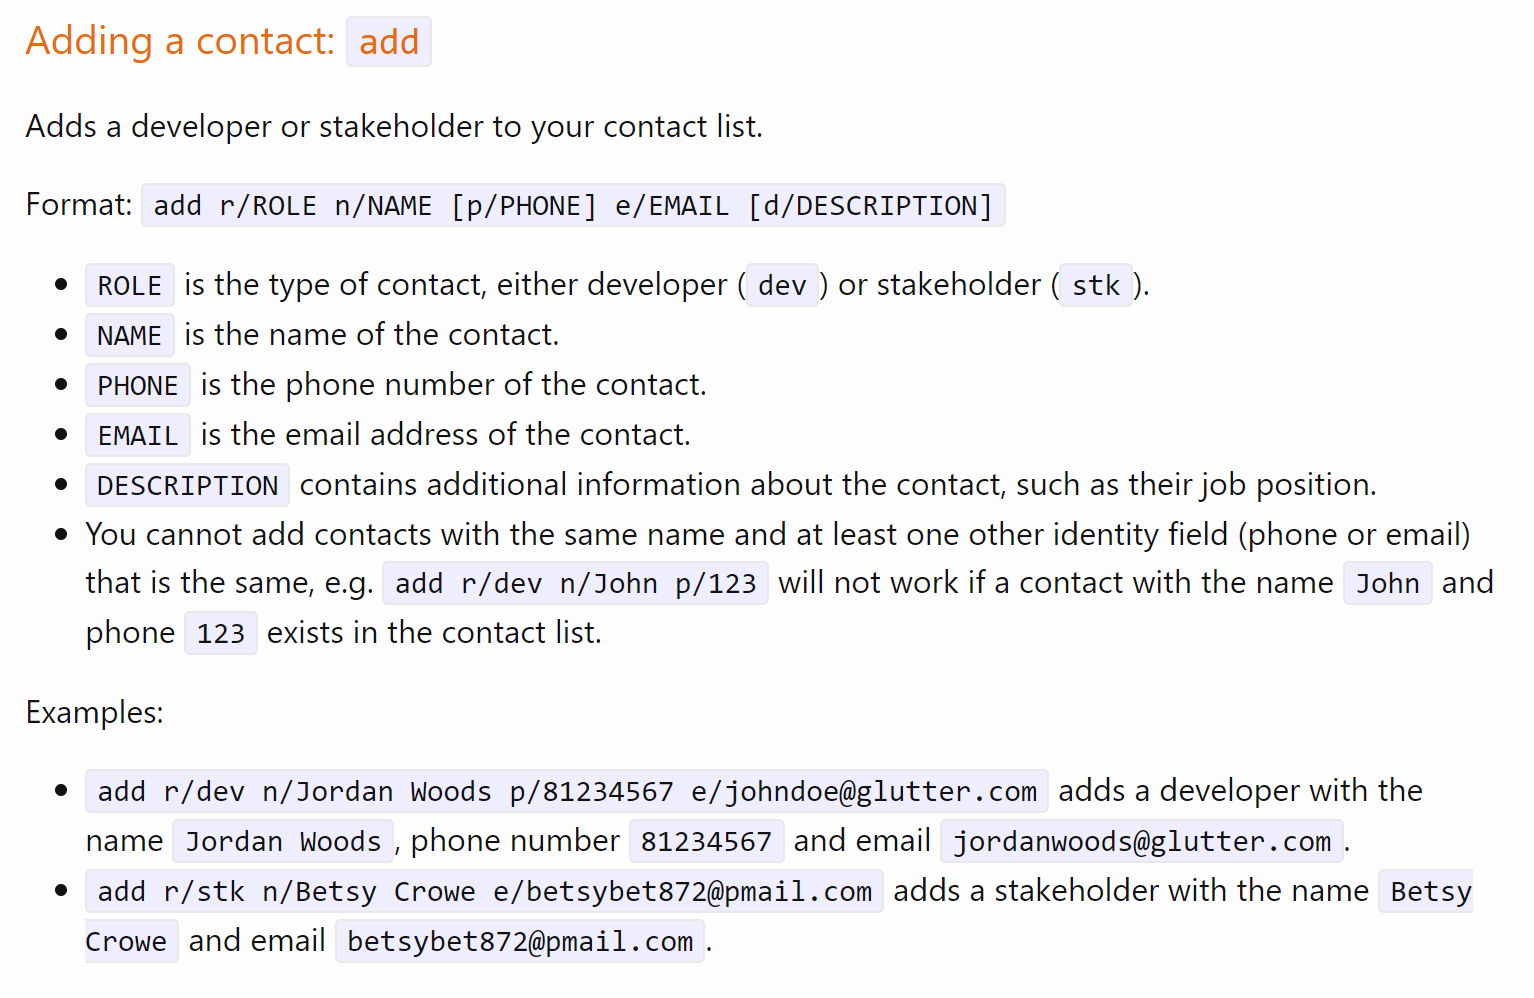 Adding a contact: add
Adds a developer or stakeholder to your contact list.
Format: add r/ROLE n/NAME [p/PHONE] e/EMAIL [d/DESCRIPTION]
• ROLE is the type of contact, either developer (dev) or stakeholder (stk).
• NAME is the name of the contact.
• PHONE is the phone number of the contact.
• EMAIL is the email address of the contact.
• DESCRIPTION contains additional information about the contact, such as their job position.
• You cannot add contacts with the same name and at least one other identity field (phone or email)
that is the same, e.g. add r/dev n/John p/123 will not work if a contact with the name John and
phone 123 exists in the contact list.
Examples:
• add r/dev n/Jordan Woods p/81234567 e/johndoe@glutter.com adds a developer with the
name Jordan Woods, phone number 81234567 and email jordanwoods@glutter.com.
• add r/stk n/Betsy Crowe e/betsybet872@pmail.com adds a stakeholder with the name Betsy
Crowe and email betsybet872@pmail.com.